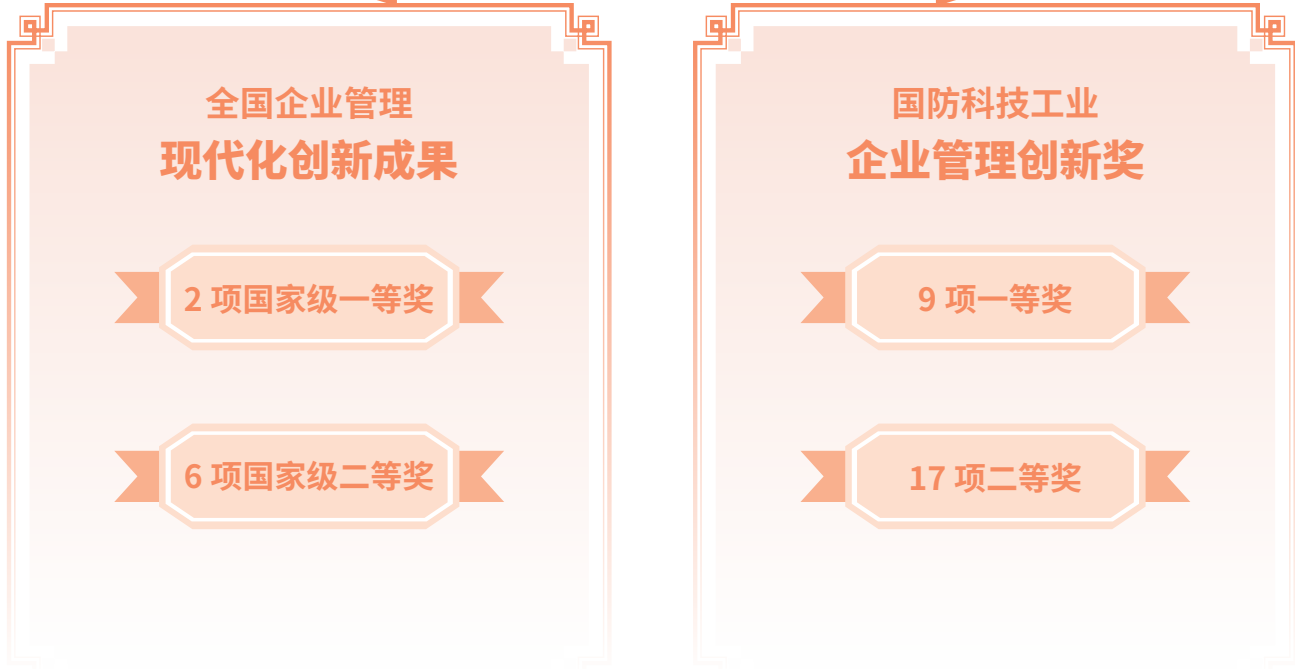 全国企业管理
现代化创新成果
2 项国家级一等奖
6 项国家级二等奖
国防科技工业
企业管理创新奖
9 项一等奖
17 项二等奖